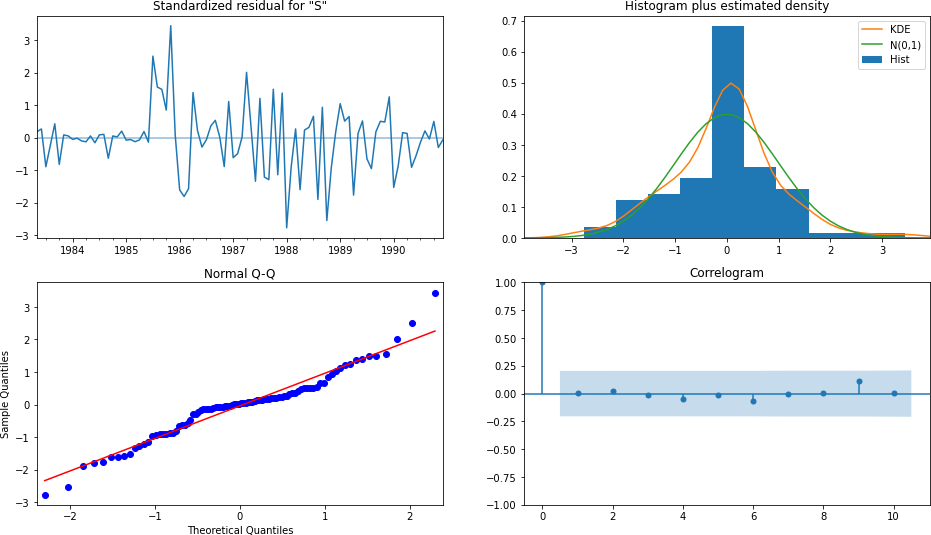 Standardized residual for "S"
3
2
1
0
−1
−2
−3
1984 1985 1986 1987 1988 1989 1990
Histogram plus estimated density
0.7
0.6
0.5
0.4
0.3
0.2
0.1
0.0
−3 −2 −1 0 1 2 3
KDE
N(0,1)
Hist
Normal Q-Q
Sample Quantiles
3
2
1
0
−1
−2
−3
−2 −1 0 1 2
Theoretical Quantiles
Correlogram
1.00
0.75
0.50
0.25
0.00
−0.25
−0.50
−0.75
−1.00
0 2 4 6 8 10